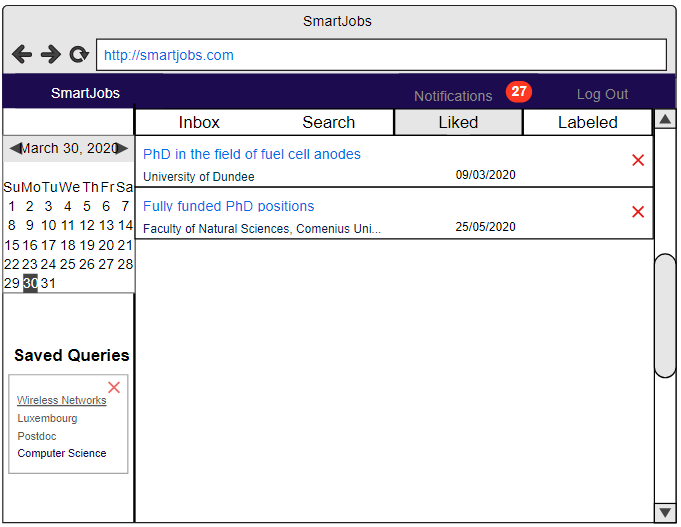 SmartJobs
http://smartjobs.com
SmartJobs Notifications 27 Log Out
Inbox Search Liked Labeled
March 30, 2020
Su Mo Tu We Th Fr Sa
1 2 3 4 5 6 7
8 9 10 11 12 13 14
15 16 17 18 19 20 21
22 23 24 25 26 27 28
29 30 31
PhD in the field of fuel cell anodes
University of Dundee 09/03/2020
Fully funded PhD positions
Faculty of Natural Sciences, Comenius Uni... 25/05/2020
Saved Queries
Wireless Networks
Luxembourg
Postdoc
Computer Science